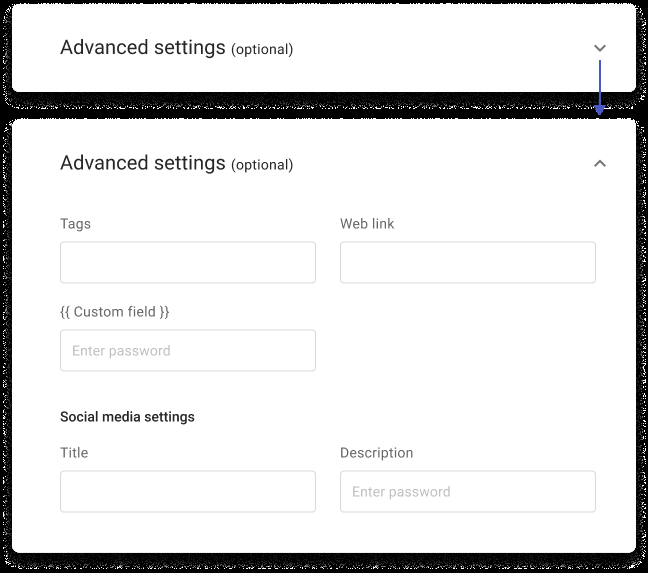 Advanced settings (optional)
Advanced settings (optional)
Tags Web link
{{ Custom field }}
Enter password
Social media settings
Title Description
Enter password